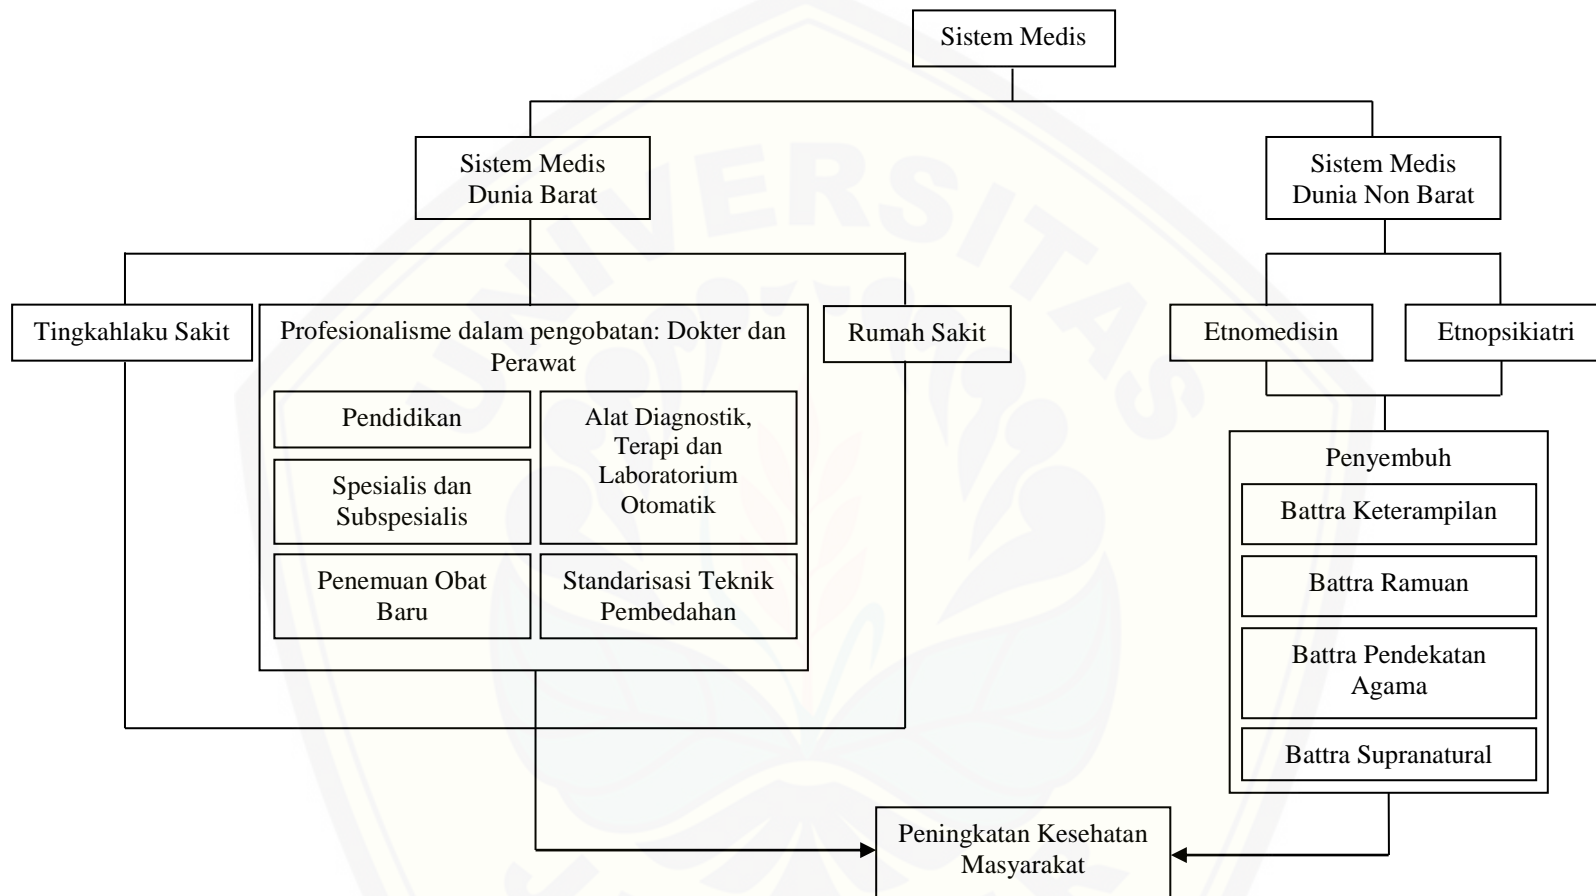 Sistem Medis
Sistem Medis
Dunia Barat
Sistem Medis
Dunia Non Barat
Tingkahlaku Sakit
Profesionalisme dalam pengobatan: Dokter dan
Perawat
Pendidikan
Spesialis dan
Subspesialis
Penemuan Obat
Baru
Alat Diagnostik,
Terapi dan
Laboratorium
Otomatik
Standarisasi Teknik
Pembedahan
Rumah Sakit
Etnomedisin
Etnopsikiatri
Penyembuh
Battra Keterampilan
Battra Ramuan
Battra Pendekatan
Agama
Battra Supranatural
Peningkatan Kesehatan
Masyarakat
UNIVERSITAS